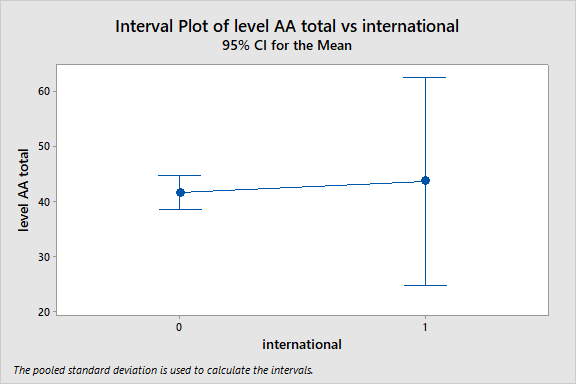 Interval Plot of level AA total vs international
95% CI for the Mean
level AA total
60
50
40
30
20
0
1
international
The pooled standard deviation is used to calculate the intervals.